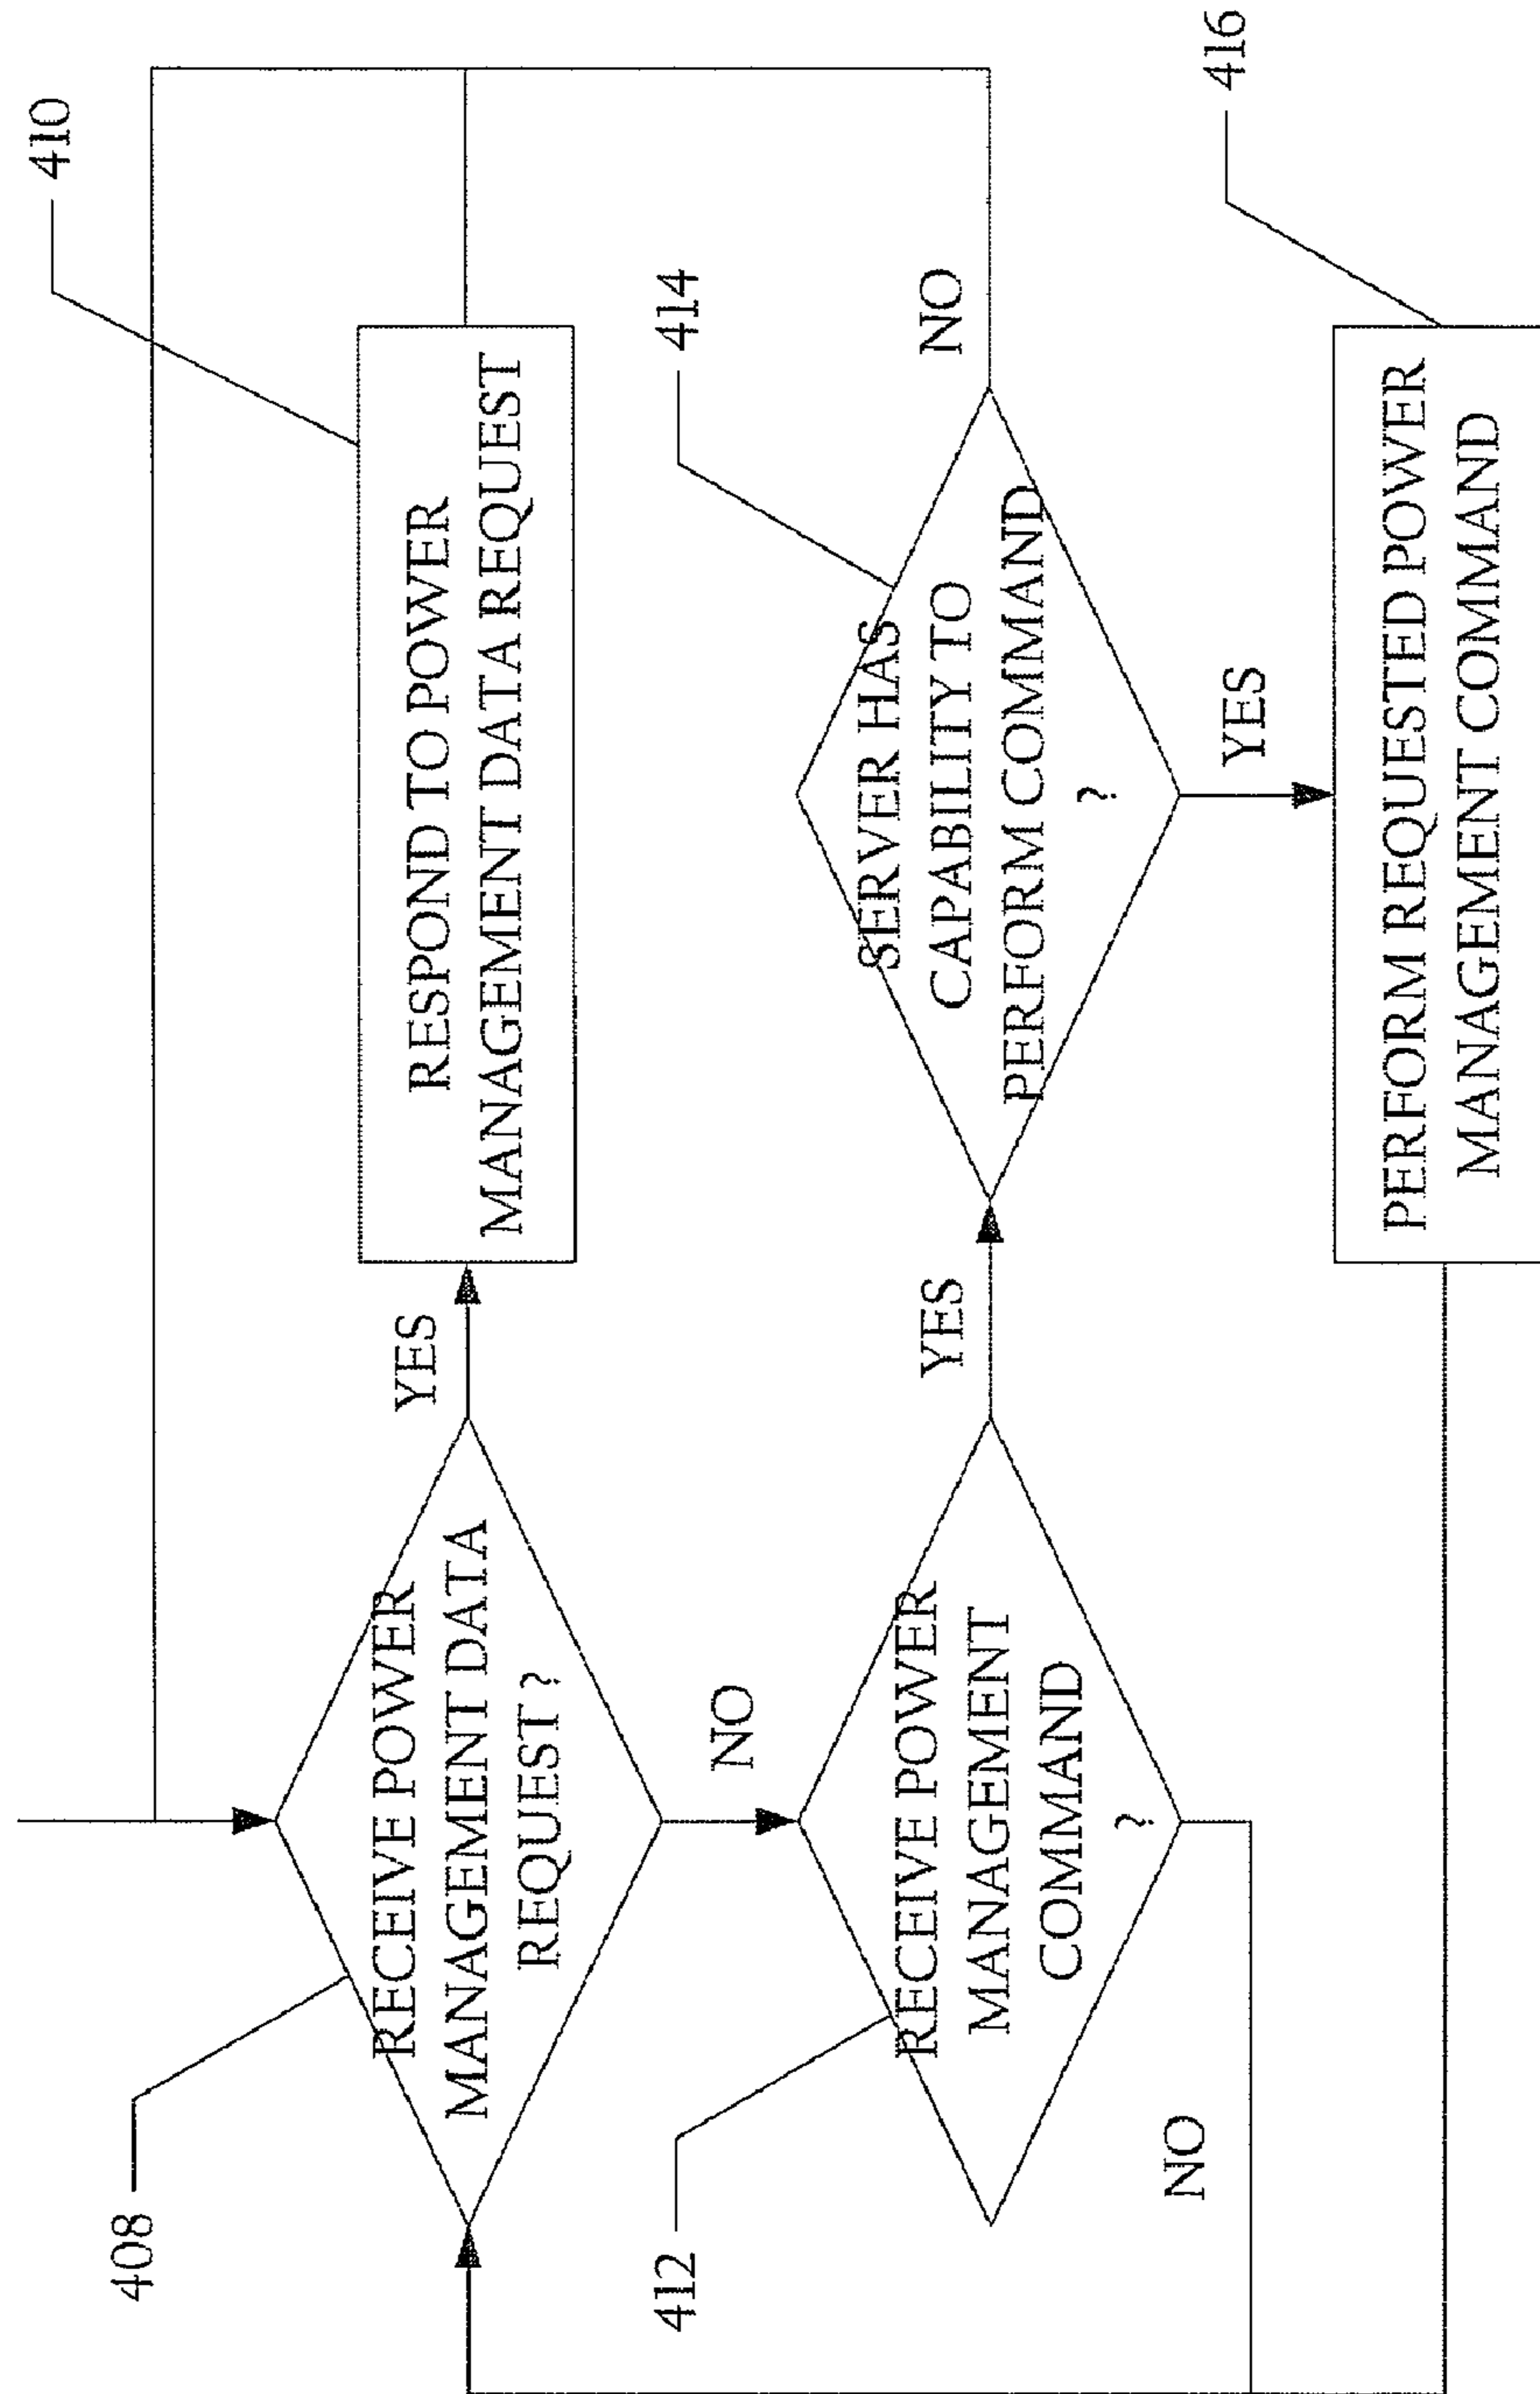 408
RECEIVE POWER
MANAGEMENT DATA
REQUEST ?
YES
410
RESPOND TO POWER
MANAGEMENT DATA REQUEST
NO
412
RECEIVE POWER
MANAGEMENT
COMMAND
?
NO
YES
414
SERVER HAS
CAPABILITY TO
PERFORM COMMAND
?
NO
YES
416
PERFORM REQUESTED POWER
MANAGEMENT COMMAND